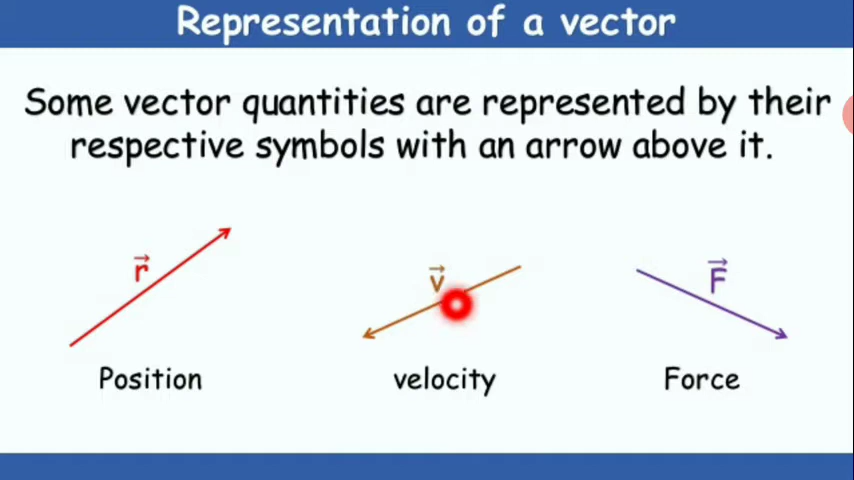 Representation of a vector
Some vector quantities are represented by their
respective symbols with an arrow above it.
r⃗ v⃗ F⃗
Position velocity Force